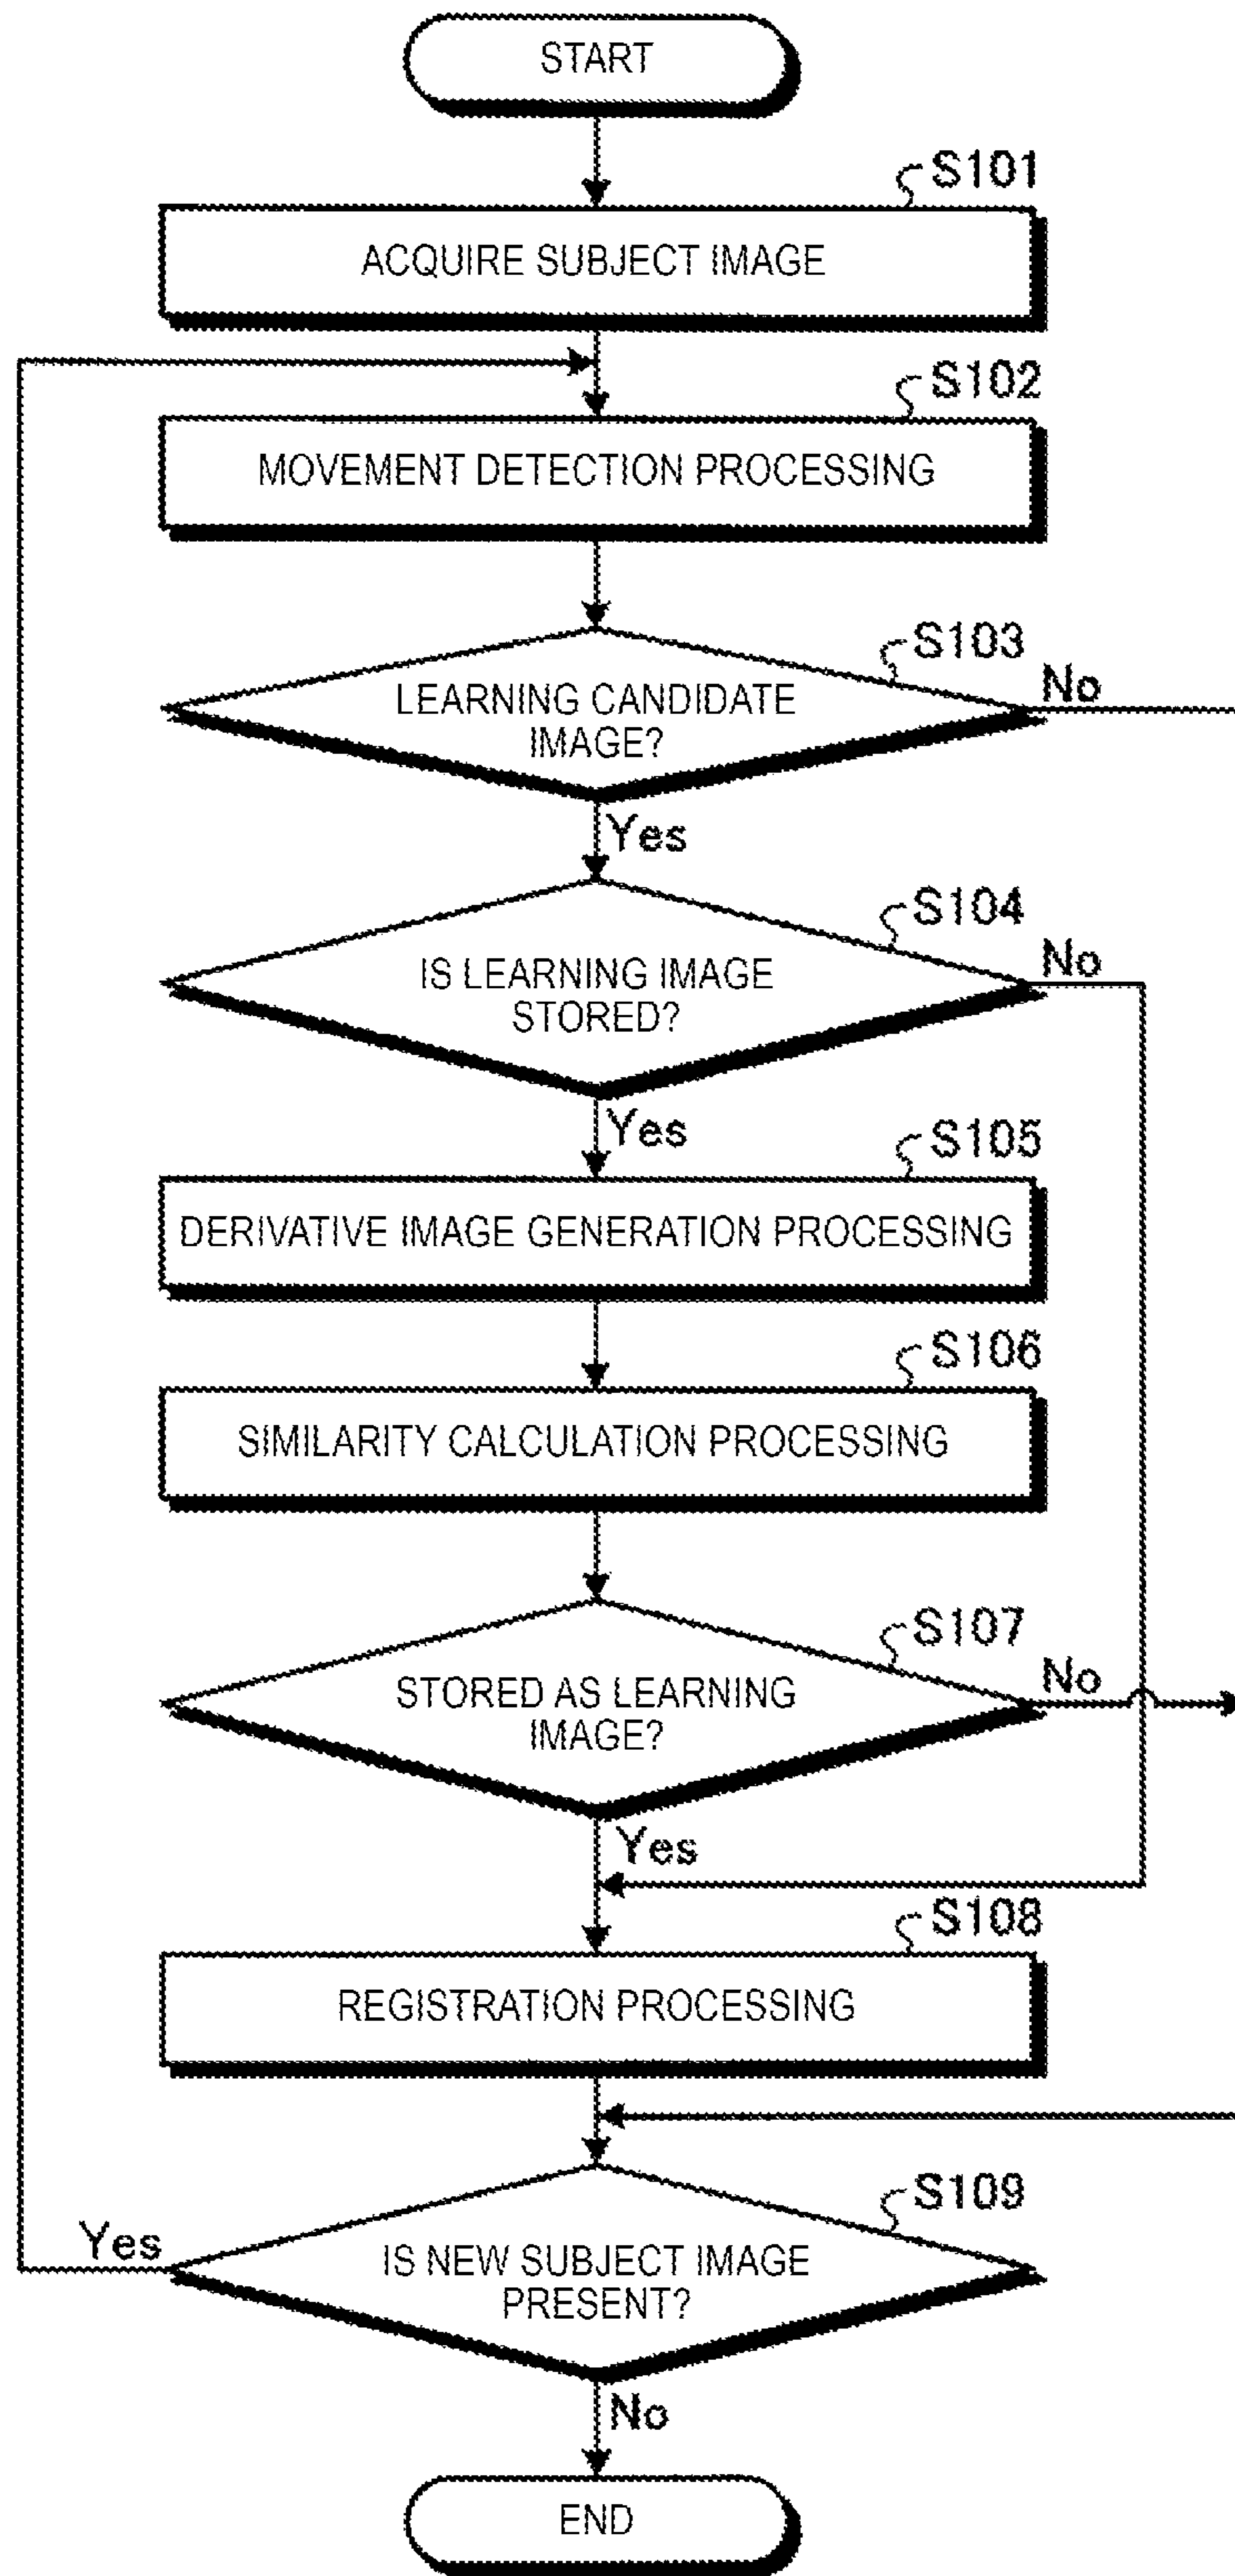 START
S101
ACQUIRE SUBJECT IMAGE
S102
MOVEMENT DETECTION PROCESSING
S103
No
LEARNING CANDIDATE
IMAGE?
Yes
S104
No
IS LEARNING IMAGE
STORED?
Yes
S105
DERIVATIVE IMAGE GENERATION PROCESSING
S106
SIMILARITY CALCULATION PROCESSING
S107
No
STORED AS LEARNING
IMAGE?
Yes
S108
REGISTRATION PROCESSING
S109
Yes
IS NEW SUBJECT IMAGE
PRESENT?
No
END